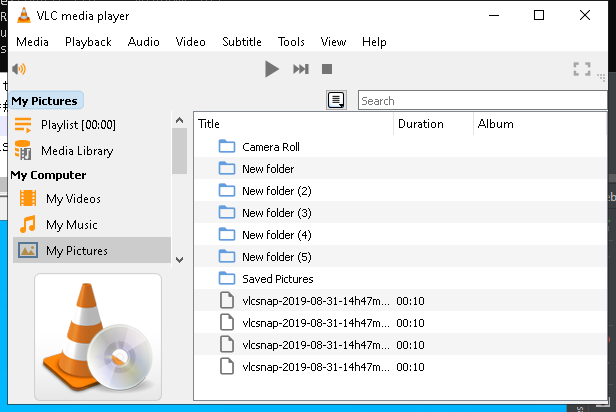 VLC media player
Media Playback Audio Video Subtitle Tools View Help
My Pictures
Search
Playlist [00:00]
Media Library
My Computer
My Videos
My Music
My Pictures
Title Duration Album
Camera Roll
New folder
New folder (2)
New folder (3)
New folder (4)
New folder (5)
Saved Pictures
vlcsnap-2019-08-31-14h47m... 00:10
vlcsnap-2019-08-31-14h47m... 00:10
vlcsnap-2019-08-31-14h47m... 00:10
vlcsnap-2019-08-31-14h47m... 00:10